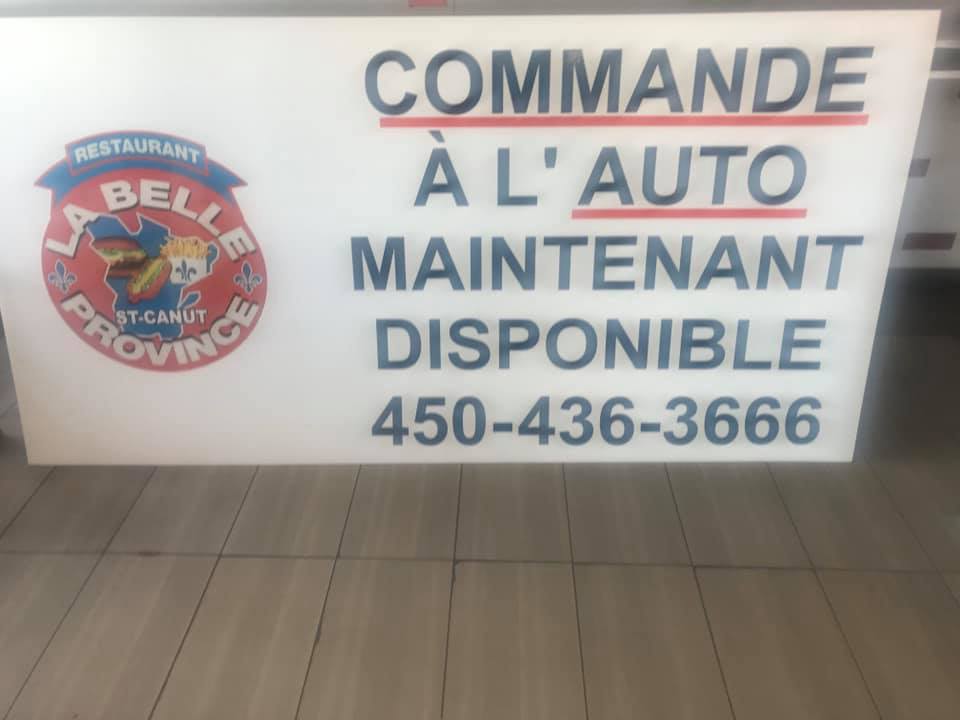 RESTAURANT
LA BELLE
PROVINCE
ST-CANUT
COMMANDE
À L' AUTO
MAINTENANT
DISPONIBLE
450-436-3666